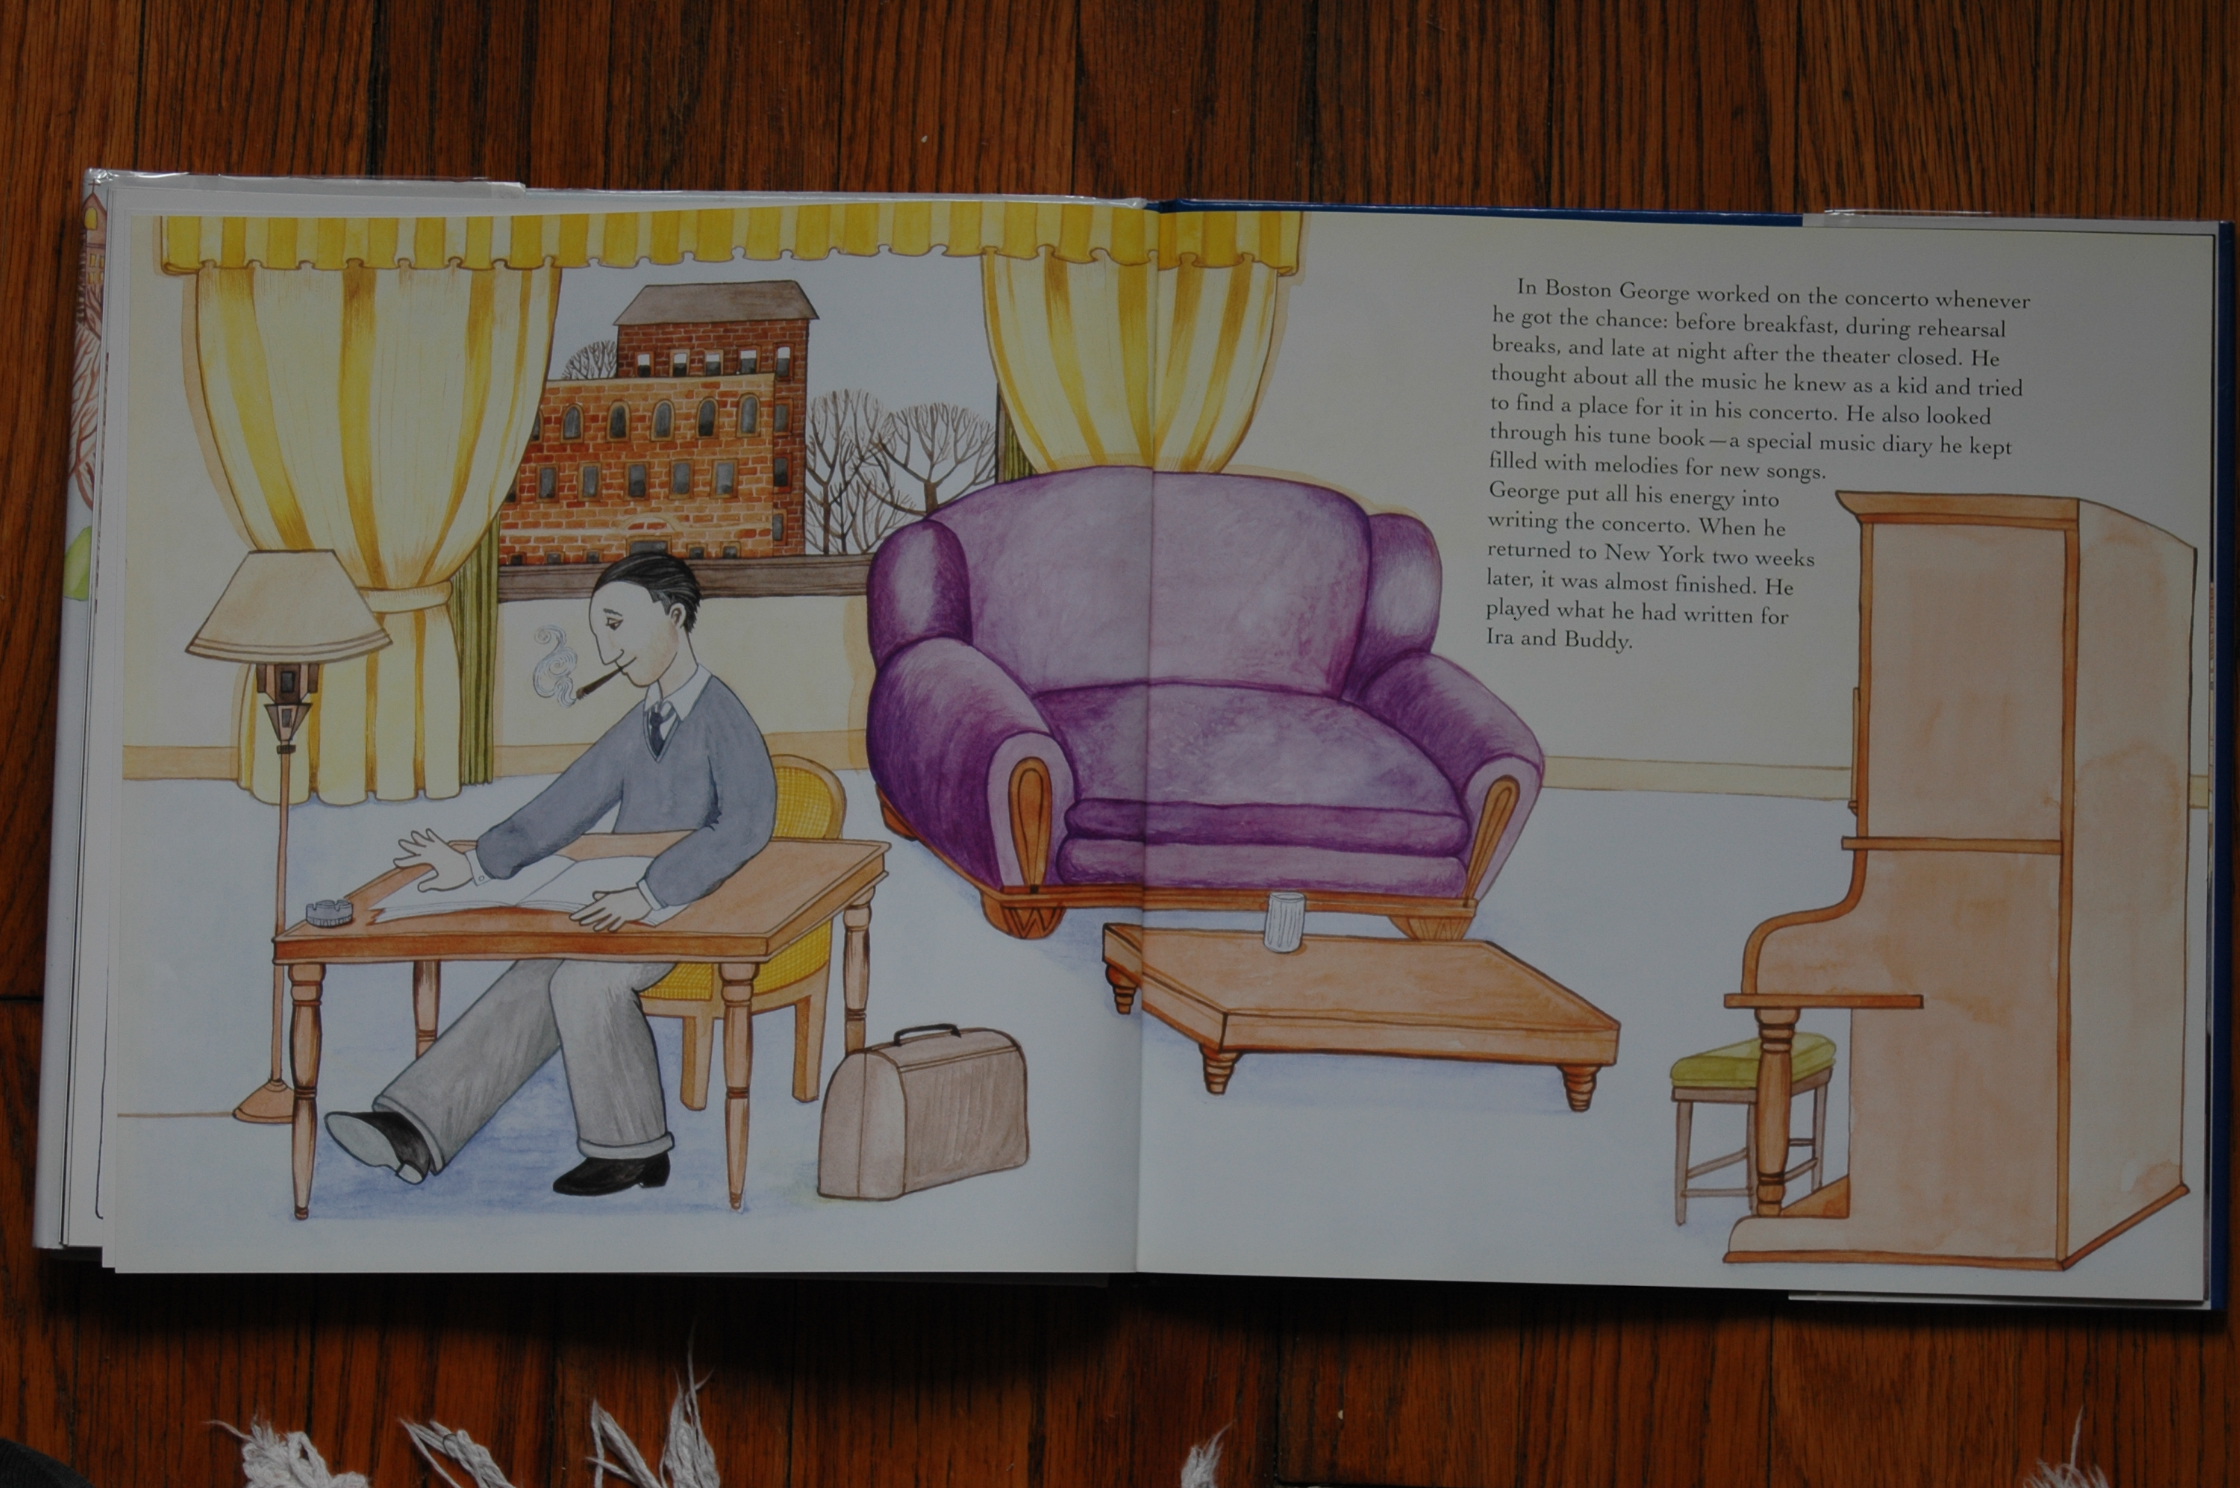 In Boston George worked on the concerto whenever
he got the chance: before breakfast, during rehearsal
breaks, and late at night after the theater closed. He
thought about all the music he knew as a kid and tried
to find a place for it in his concerto. He also looked
through his tune book—a special music diary he kept
filled with melodies for new songs.
George put all his energy into
writing the concerto. When he
returned to New York two weeks
later, it was almost finished. He
played what he had written for
Ira and Buddy.